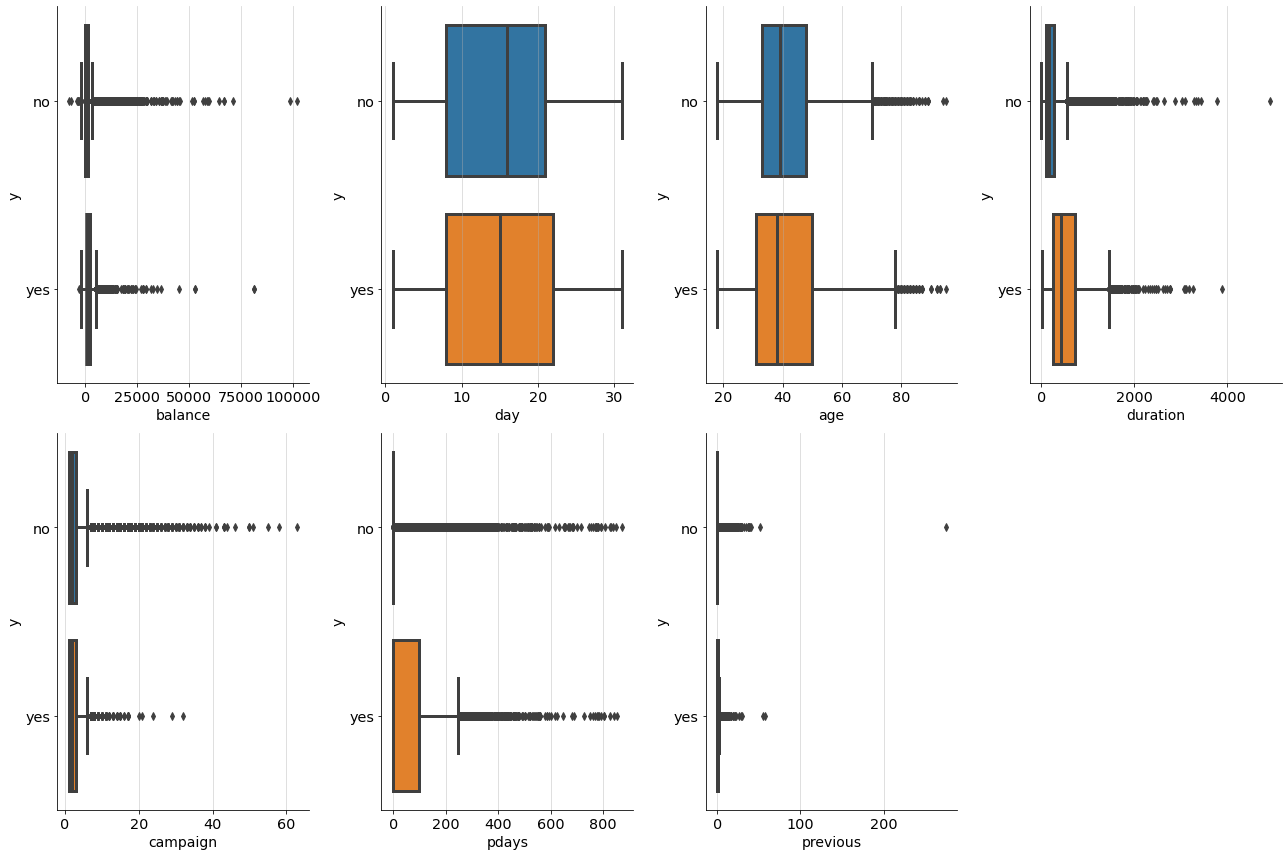 no
yes
y
0 25000 50000 75000 100000
balance
no
yes
y
0 10 20 30
day
no
yes
y
20 40 60 80
age
no
yes
y
0 2000 4000
duration
no
yes
y
0 20 40 60
campaign
no
yes
y
0 200 400 600 800
pdays
no
yes
y
0 100 200
previous